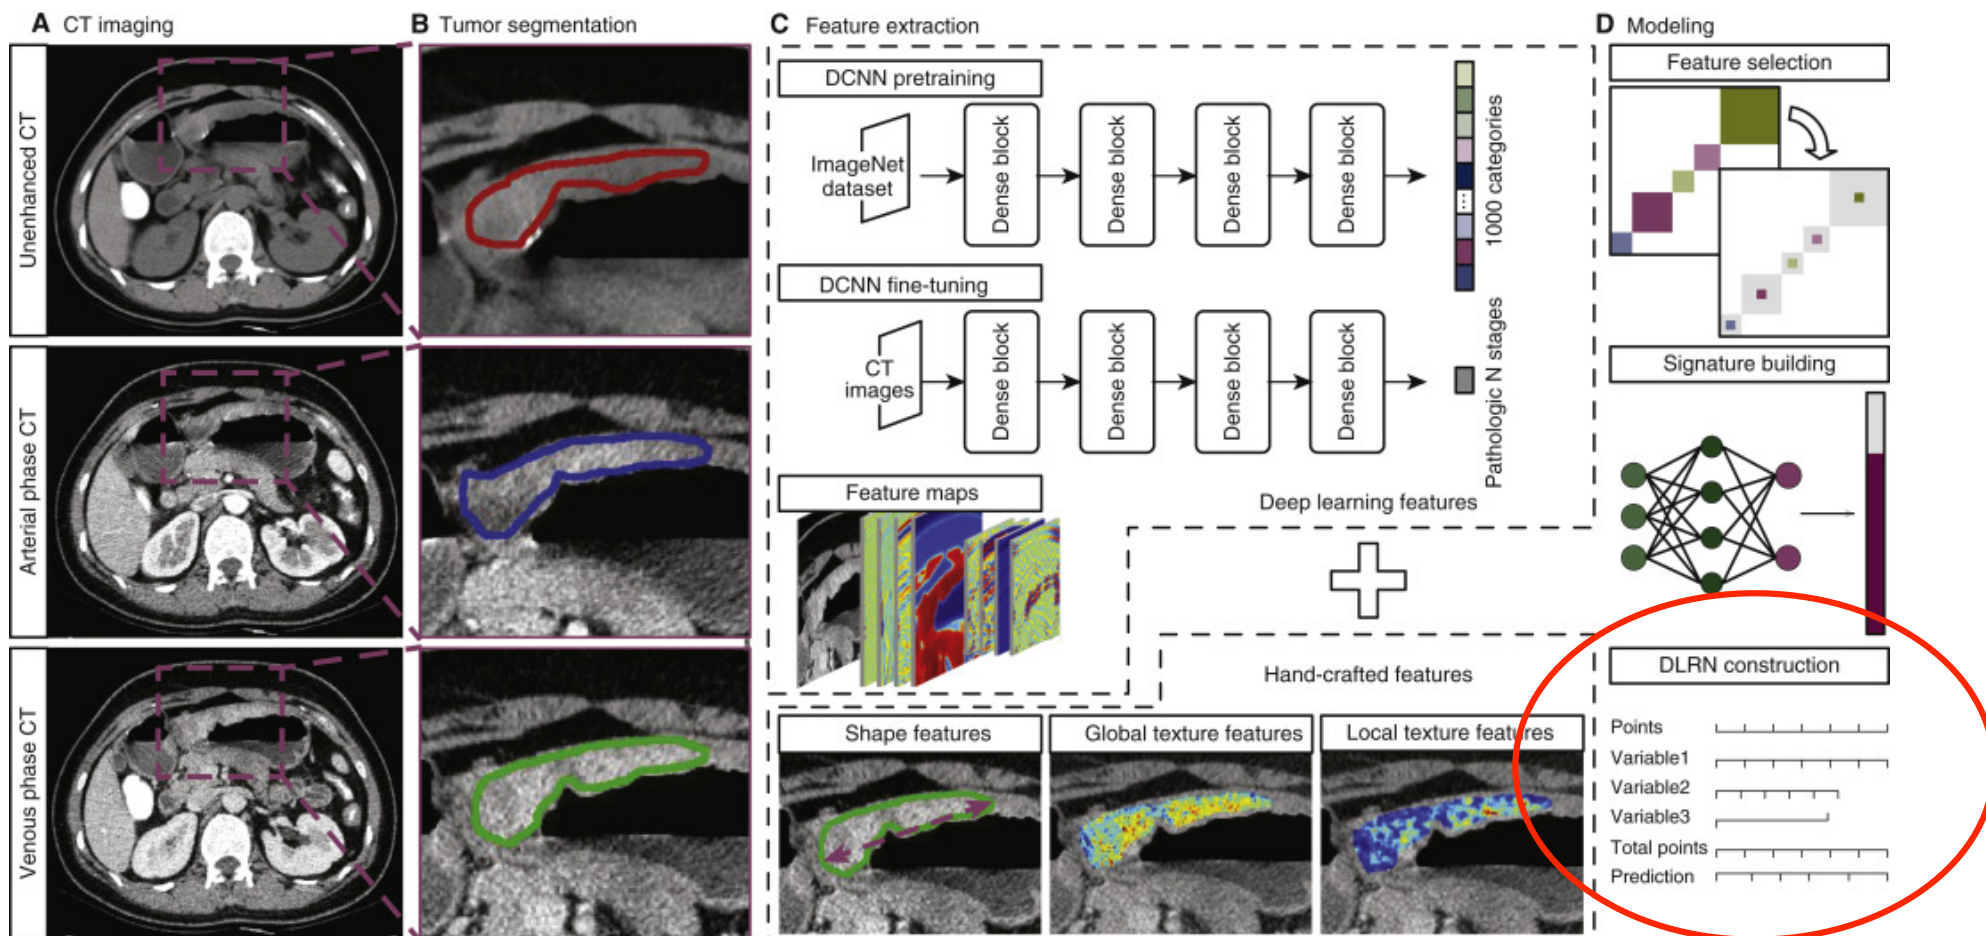 A CT imaging
Unenhanced CT
Arterial phase CT
Venous phase CT
B Tumor segmentation
C Feature extraction
DCNN pretraining
ImageNet
dataset
Dense block
Dense block
Dense block
Dense block
1000 categories
DCNN fine-tuning
CT
images
Dense block
Dense block
Dense block
Dense block
Pathologic N stages
Feature maps
Deep learning features
Hand-crafted features
Shape features
Global texture features
Local texture features
D Modeling
Feature selection
Signature building
DLRN construction
Points
Variable1
Variable2
Variable3
Total points
Prediction